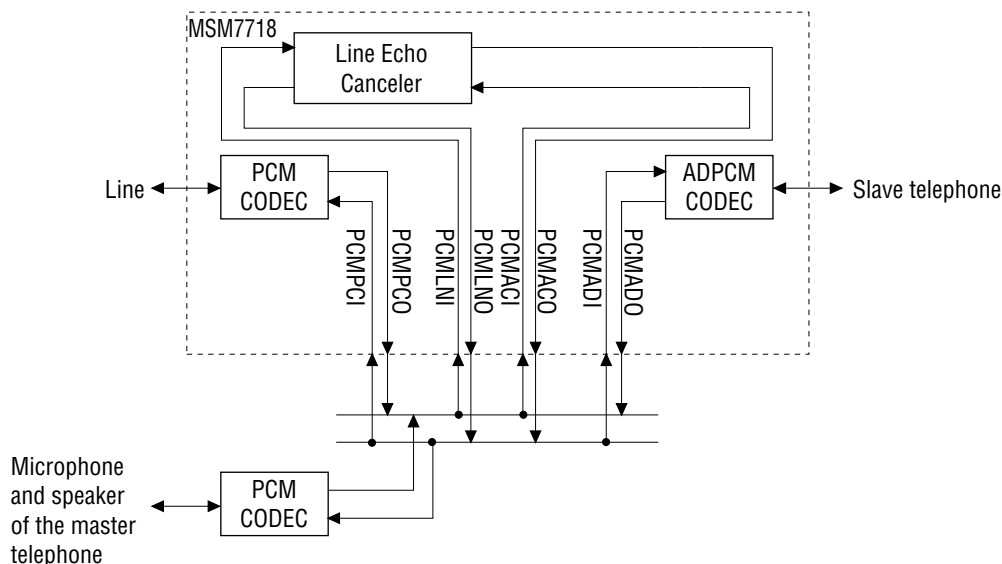 MSM7718
Line Echo
Canceler
PCM
CODEC
ADPCM
CODEC
Line
Slave telephone
PCMPCI
PCMPCO
PCMLNI
PCMLNO
PCMACI
PCMACO
PCMADI
PCMADO
Microphone
and speaker
of the master
telephone
PCM
CODEC